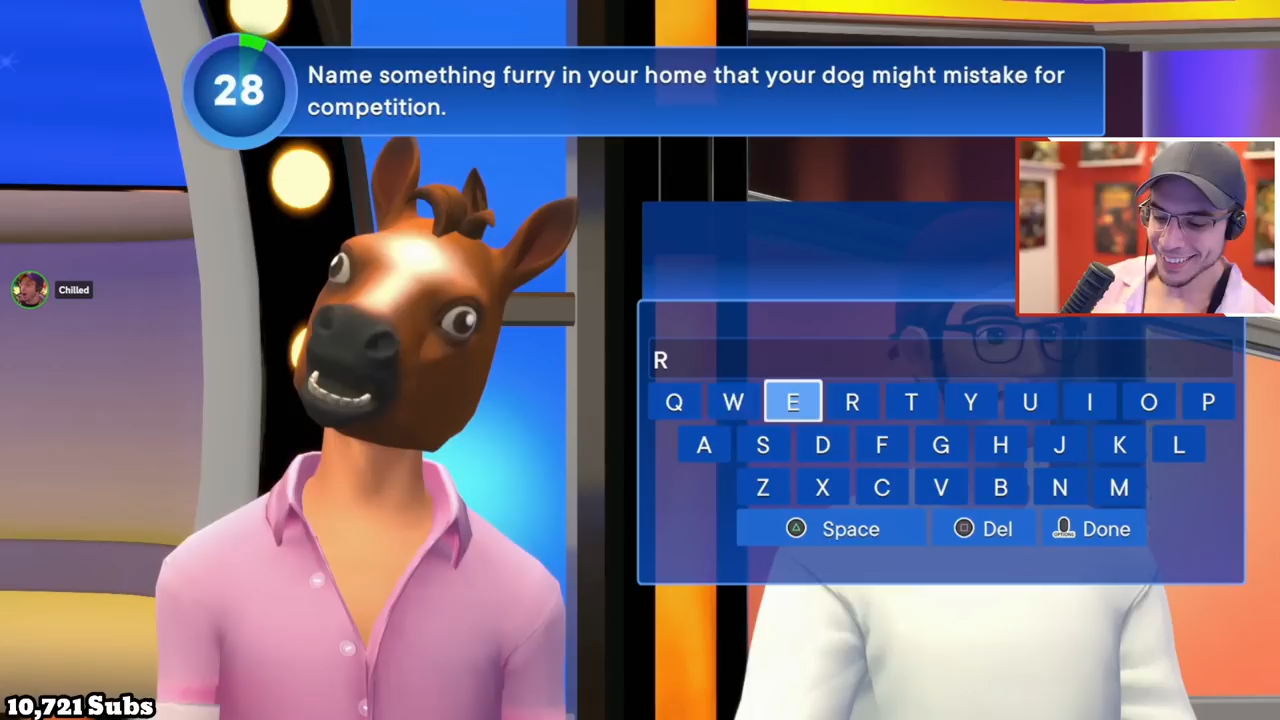 28
Name something furry in your home that your dog might mistake for
competition.
Chilled
R
Q W E R T Y U I O P
A S D F G H J K L
Z X C V B N M
Space Del OPTIONS Done
10,721 Subs